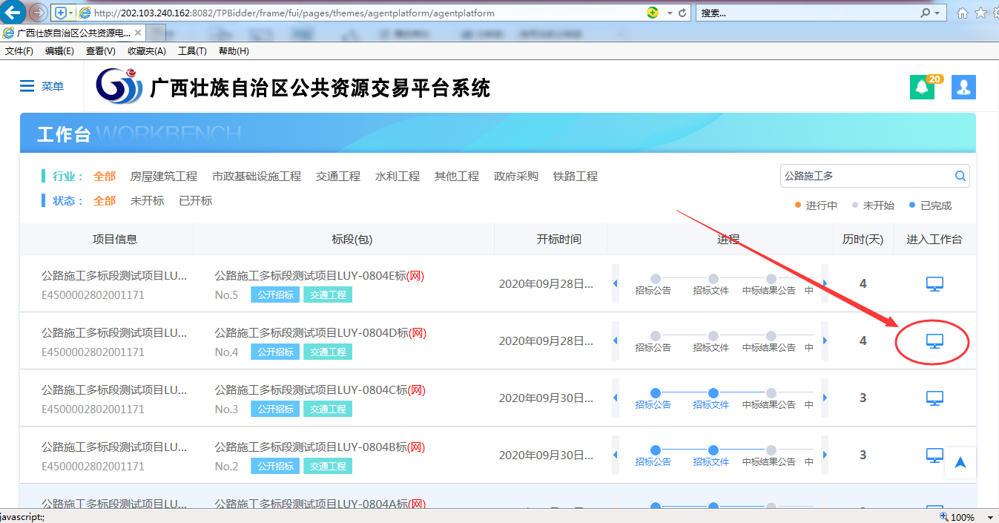 http://202.103.240.162:8082/TPBidder/frame/fui/pages/themes/agentplatform/agentplatform
搜索...
广西壮族自治区公共资源电...
文件(F) 编辑(E) 查看(V) 收藏夹(A) 工具(T) 帮助(H)
菜单
广西壮族自治区公共资源交易平台系统
20
工作台 WORKBENCH
行业： 全部 房屋建筑工程 市政基础设施工程 交通工程 水利工程 其他工程 政府采购 铁路工程
公路施工多
状态： 全部 未开标 已开标
进行中 未开始 已完成
项目信息 标段(包) 开标时间 进程 历时(天) 进入工作台
公路施工多标段测试项目LU... 公路施工多标段测试项目LUY-0804E标(网)
2020年09月28日... 4
招标公告 招标文件 中标结果公告 中
E4500002802001171 No.5 公开招标 交通工程
公路施工多标段测试项目LU... 公路施工多标段测试项目LUY-0804D标(网)
2020年09月28日... 4
招标公告 招标文件 中标结果公告 中
E4500002802001171 No.4 公开招标 交通工程
公路施工多标段测试项目LU... 公路施工多标段测试项目LUY-0804C标(网)
2020年09月30日... 3
招标公告 招标文件 中标结果公告 中
E4500002802001171 No.3 公开招标 交通工程
公路施工多标段测试项目LU... 公路施工多标段测试项目LUY-0804B标(网)
2020年09月30日... 3
招标公告 招标文件 中标结果公告 中
E4500002802001171 No.2 公开招标 交通工程
公路施工多标段测试项目LU... 公路施工多标段测试项目LUY-0804A标(网)
javascript:;
100%